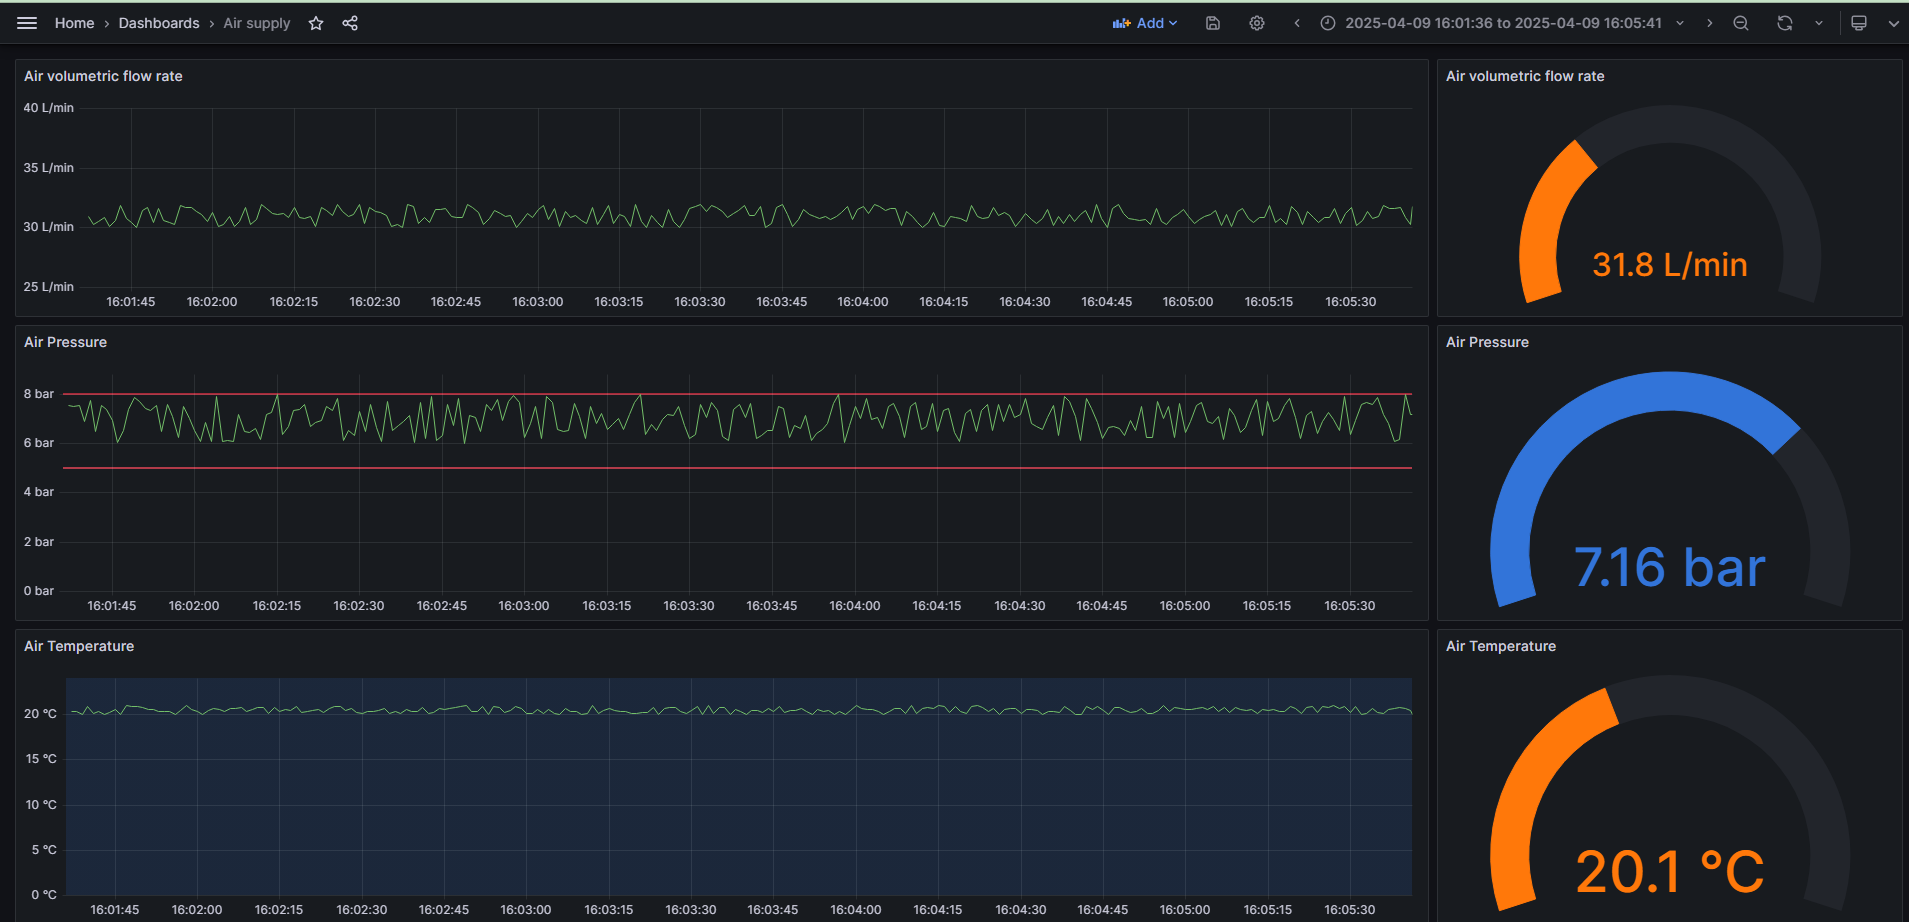 Home › Dashboards › Air supply
Add
2025-04-09 16:01:36 to 2025-04-09 16:05:41
Air volumetric flow rate
40 L/min
35 L/min
30 L/min
25 L/min
16:01:45 16:02:00 16:02:15 16:02:30 16:02:45 16:03:00 16:03:15 16:03:30 16:03:45 16:04:00 16:04:15 16:04:30 16:04:45 16:05:00 16:05:15 16:05:30
Air volumetric flow rate
31.8 L/min
Air Pressure
8 bar
6 bar
4 bar
2 bar
0 bar
16:01:45 16:02:00 16:02:15 16:02:30 16:02:45 16:03:00 16:03:15 16:03:30 16:03:45 16:04:00 16:04:15 16:04:30 16:04:45 16:05:00 16:05:15 16:05:30
Air Pressure
7.16 bar
Air Temperature
20 °C
15 °C
10 °C
5 °C
0 °C
16:01:45 16:02:00 16:02:15 16:02:30 16:02:45 16:03:00 16:03:15 16:03:30 16:03:45 16:04:00 16:04:15 16:04:30 16:04:45 16:05:00 16:05:15 16:05:30
Air Temperature
20.1 °C